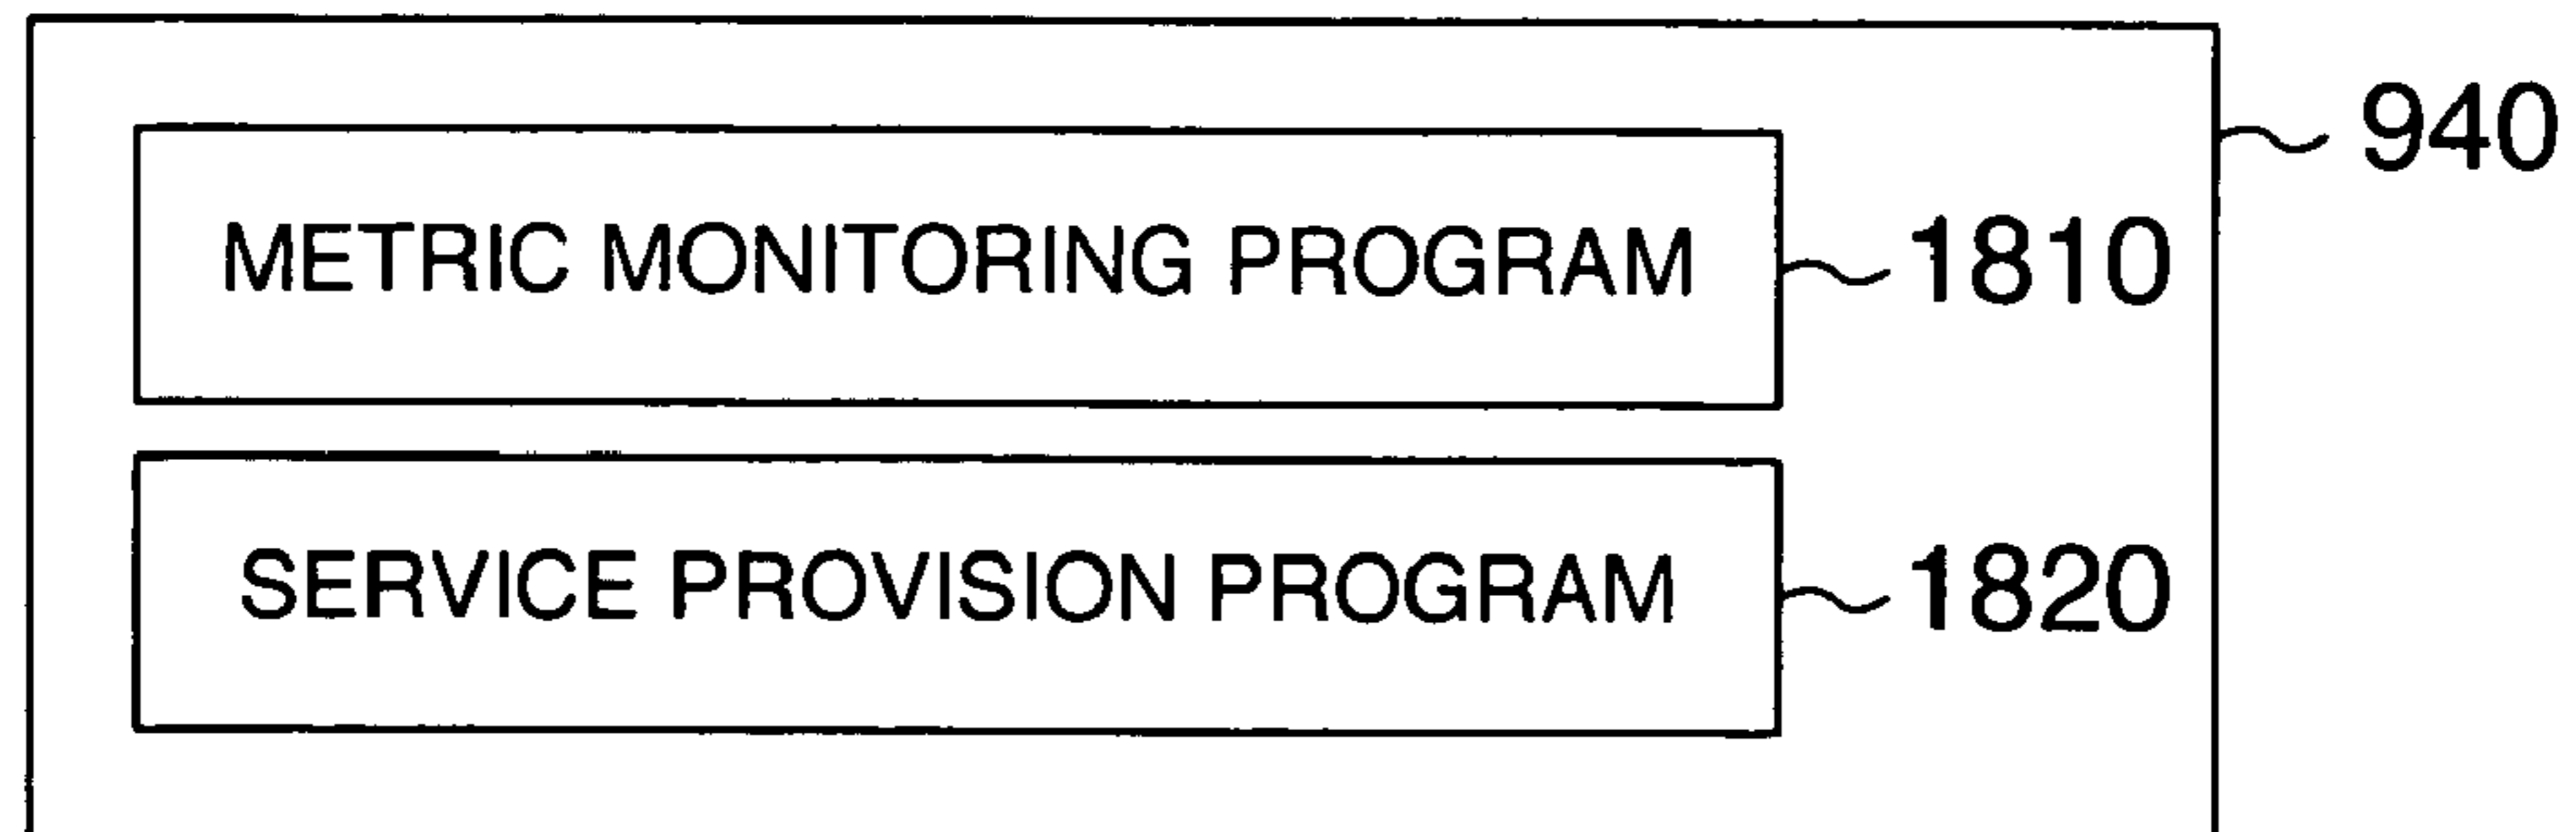 940
METRIC MONITORING PROGRAM 1810
SERVICE PROVISION PROGRAM 1820